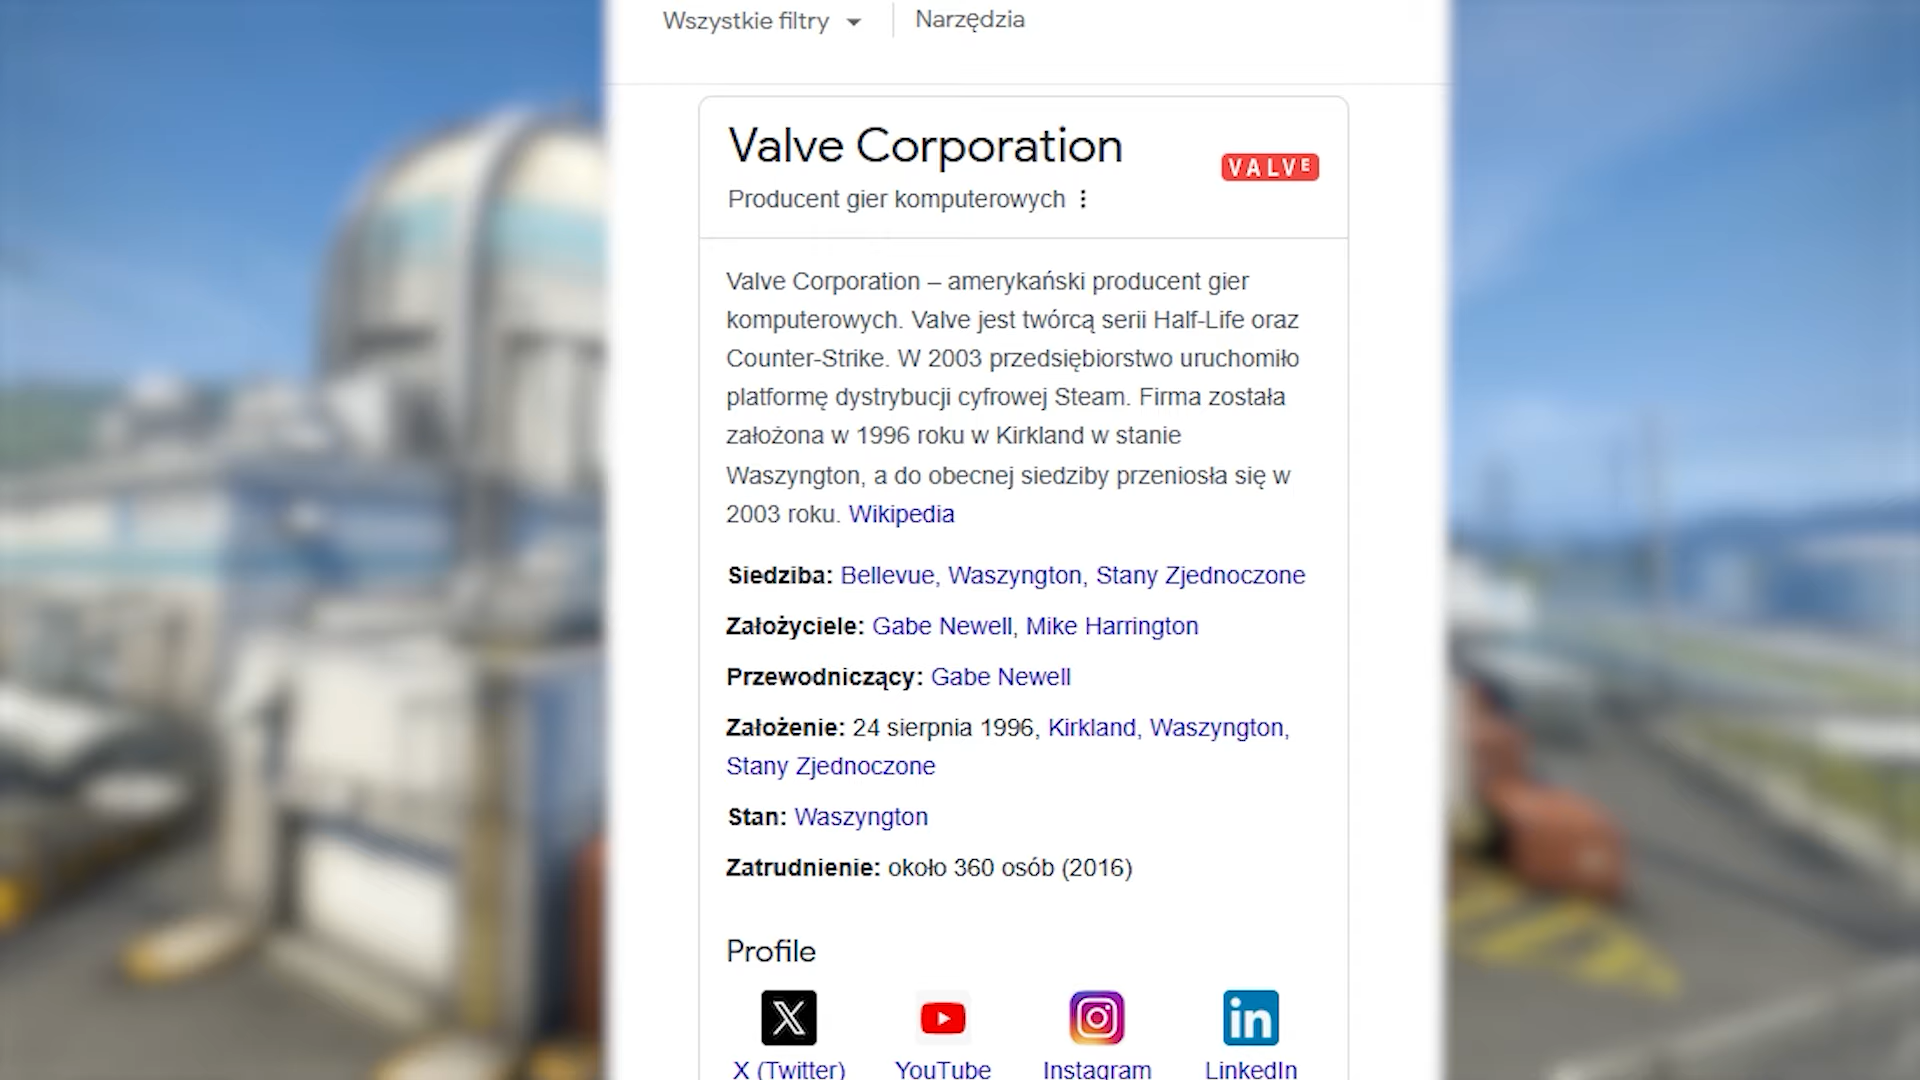 Wszystkie filtry
Narzędzia
Valve Corporation
VALVE
Producent gier komputerowych
Valve Corporation – amerykański producent gier
komputerowych. Valve jest twórcą serii Half-Life oraz
Counter-Strike. W 2003 przedsiębiorstwo uruchomiło
platformę dystrybucji cyfrowej Steam. Firma została
założona w 1996 roku w Kirkland w stanie
Waszyngton, a do obecnej siedziby przeniosła się w
2003 roku. Wikipedia
Siedziba: Bellevue, Waszyngton, Stany Zjednoczone
Założyciele: Gabe Newell, Mike Harrington
Przewodniczący: Gabe Newell
Założenie: 24 sierpnia 1996, Kirkland, Waszyngton,
Stany Zjednoczone
Stan: Waszyngton
Zatrudnienie: około 360 osób (2016)
Profile
X (Twitter)
YouTube
Instagram
LinkedIn